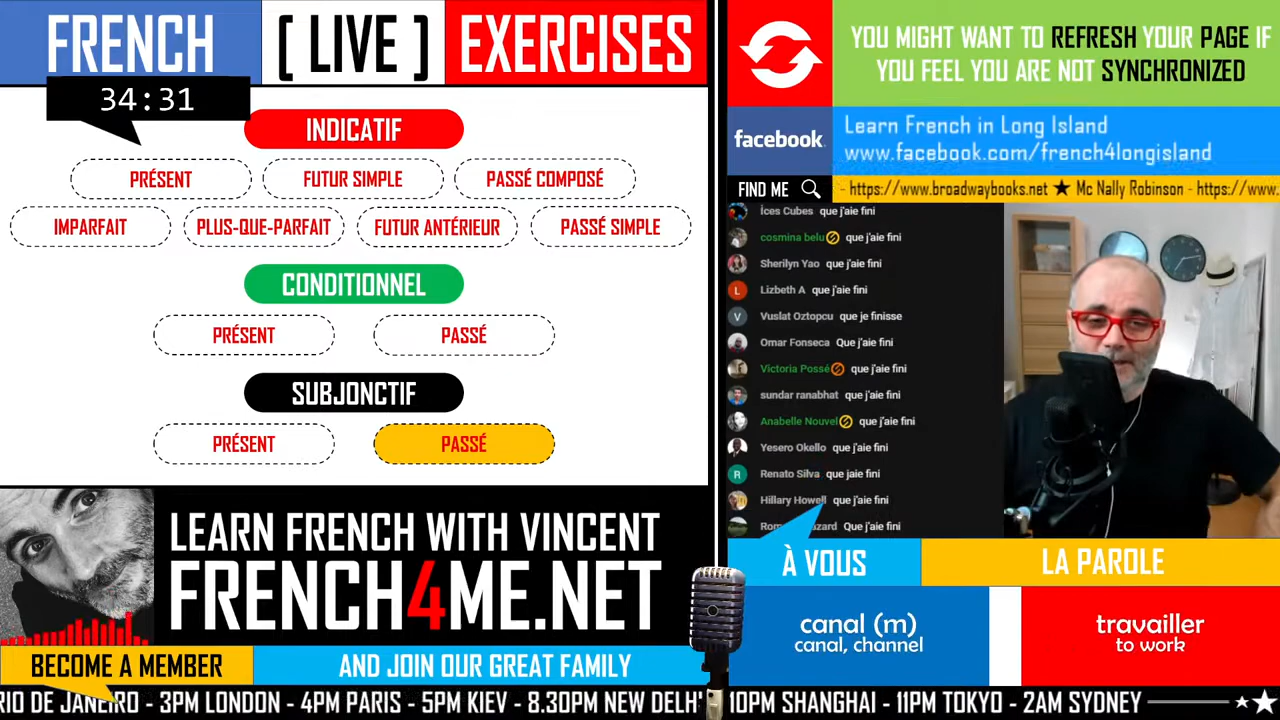 FRENCH
[ LIVE ]
EXERCISES
34:31
INDICATIF
PRÉSENT
FUTUR SIMPLE
PASSÉ COMPOSÉ
IMPARFAIT
PLUS-QUE-PARFAIT
FUTUR ANTÉRIEUR
PASSÉ SIMPLE
CONDITIONNEL
PRÉSENT
PASSÉ
SUBJONCTIF
PRÉSENT
PASSÉ
LEARN FRENCH WITH VINCENT
FRENCH4ME.NET
BECOME A MEMBER
AND JOIN OUR GREAT FAMILY
YOU MIGHT WANT TO REFRESH YOUR PAGE IF
YOU FEEL YOU ARE NOT SYNCHRONIZED
facebook.
Learn French in Long Island
www.facebook.com/french4longisland
FIND ME
- https://www.broadwaybooks.net ★ Mc Nally Robinson - https://www.
İces Cubes que j'aie fini
cosmina belu que j'aie fini
Sherilyn Yao que j'aie fini
L Lizbeth A que j'aie fini
V Vuslat Oztopcu que je finisse
Omar Fonseca Que j'aie fini
Victoria Possé que j'aie fini
sundar ranabhat que j'aie fini
Anabelle Nouvel que j'aie fini
Yesero Okello que j'aie fini
R Renato Silva que jaie fini
Hillary Howell que j'aie fini
Que j'aie fini
À VOUS
LA PAROLE
canal (m)
canal, channel
travailler
to work
RIO DE JANEIRO - 3PM LONDON - 4PM PARIS - 5PM KIEV - 8.30PM NEW DELH 10PM SHANGHAI - 11PM TOKYO - 2AM SYDNEY